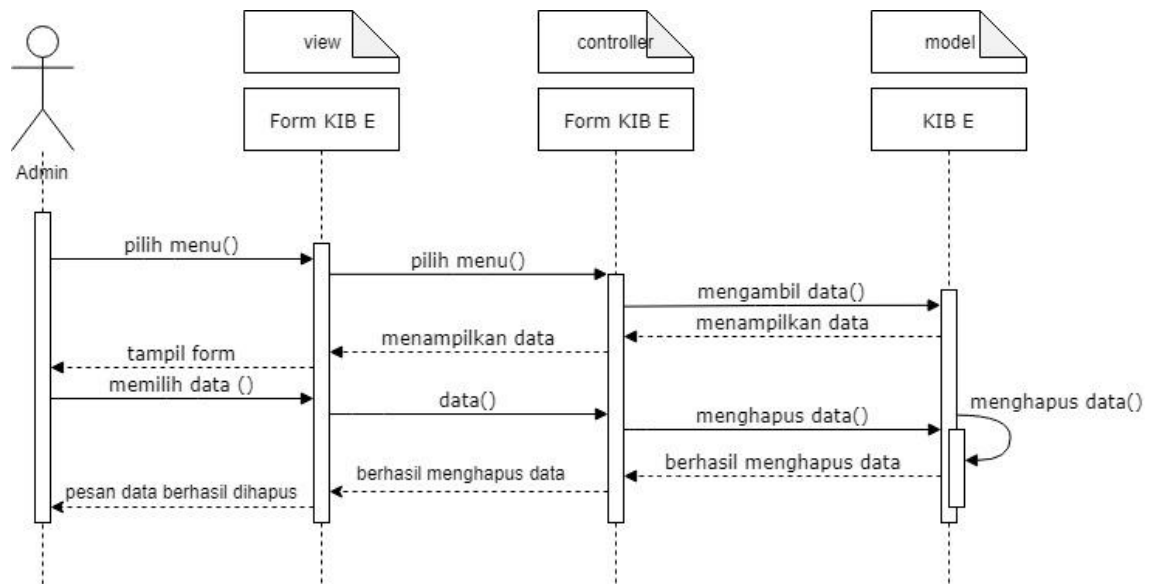 view
controller
model
Form KIB E
Form KIB E
KIB E
Admin
pilih menu()
pilih menu()
mengambil data()
menampilkan data
menampilkan data
tampil form
memilih data ()
data()
menghapus data()
menghapus data()
berhasil menghapus data
berhasil menghapus data
pesan data berhasil dihapus